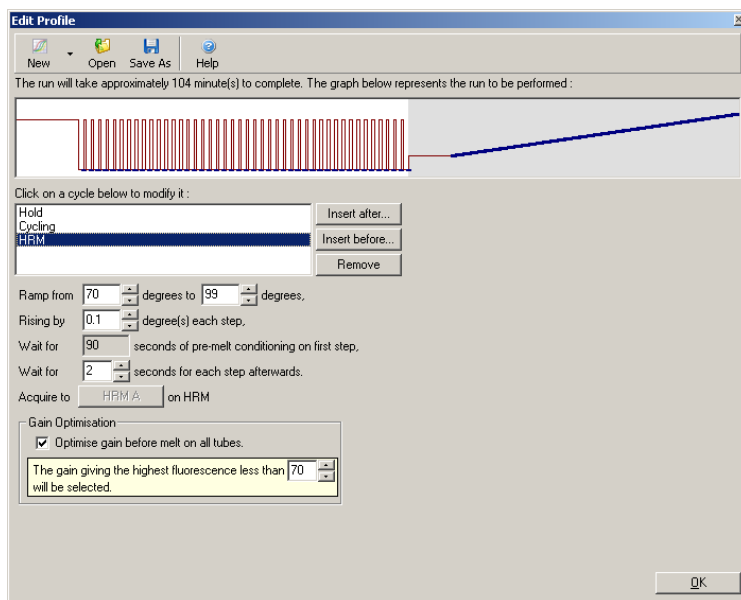 Edit Profile
New Open Save As Help
The run will take approximately 104 minute(s) to complete. The graph below represents the run to be performed :
Click on a cycle below to modify it :
Hold
Cycling
HRM
Insert after...
Insert before...
Remove
Ramp from 70 degrees to 99 degrees,
Rising by 0.1 degree(s) each step,
Wait for 90 seconds of pre-melt conditioning on first step,
Wait for 2 seconds for each step afterwards.
Acquire to HRM A on HRM
Gain Optimisation
Optimise gain before melt on all tubes.
The gain giving the highest fluorescence less than 70
will be selected.
OK